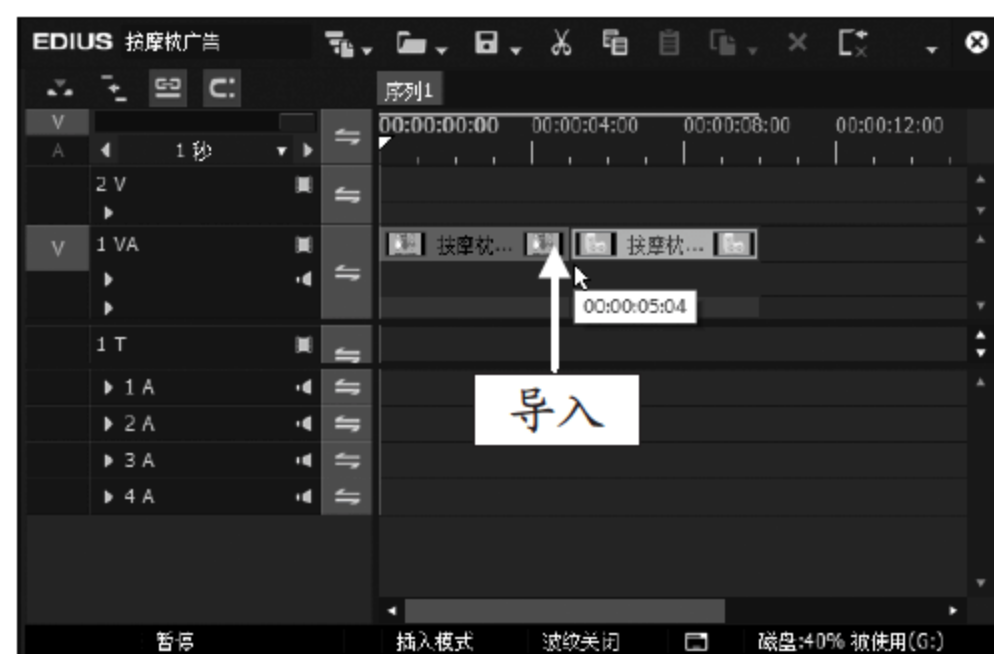 EDIUS 按摩枕广告
序列1
V
00:00:00:00 00:00:04:00 00:00:08:00 00:00:12:00
A 1 秒
2 V
V 1 VA 按摩枕... 按摩枕...
00:00:05:04
1 T
导入
1 A
2 A
3 A
4 A
暂停 插入模式 波纹关闭 磁盘:40% 被使用(G:)